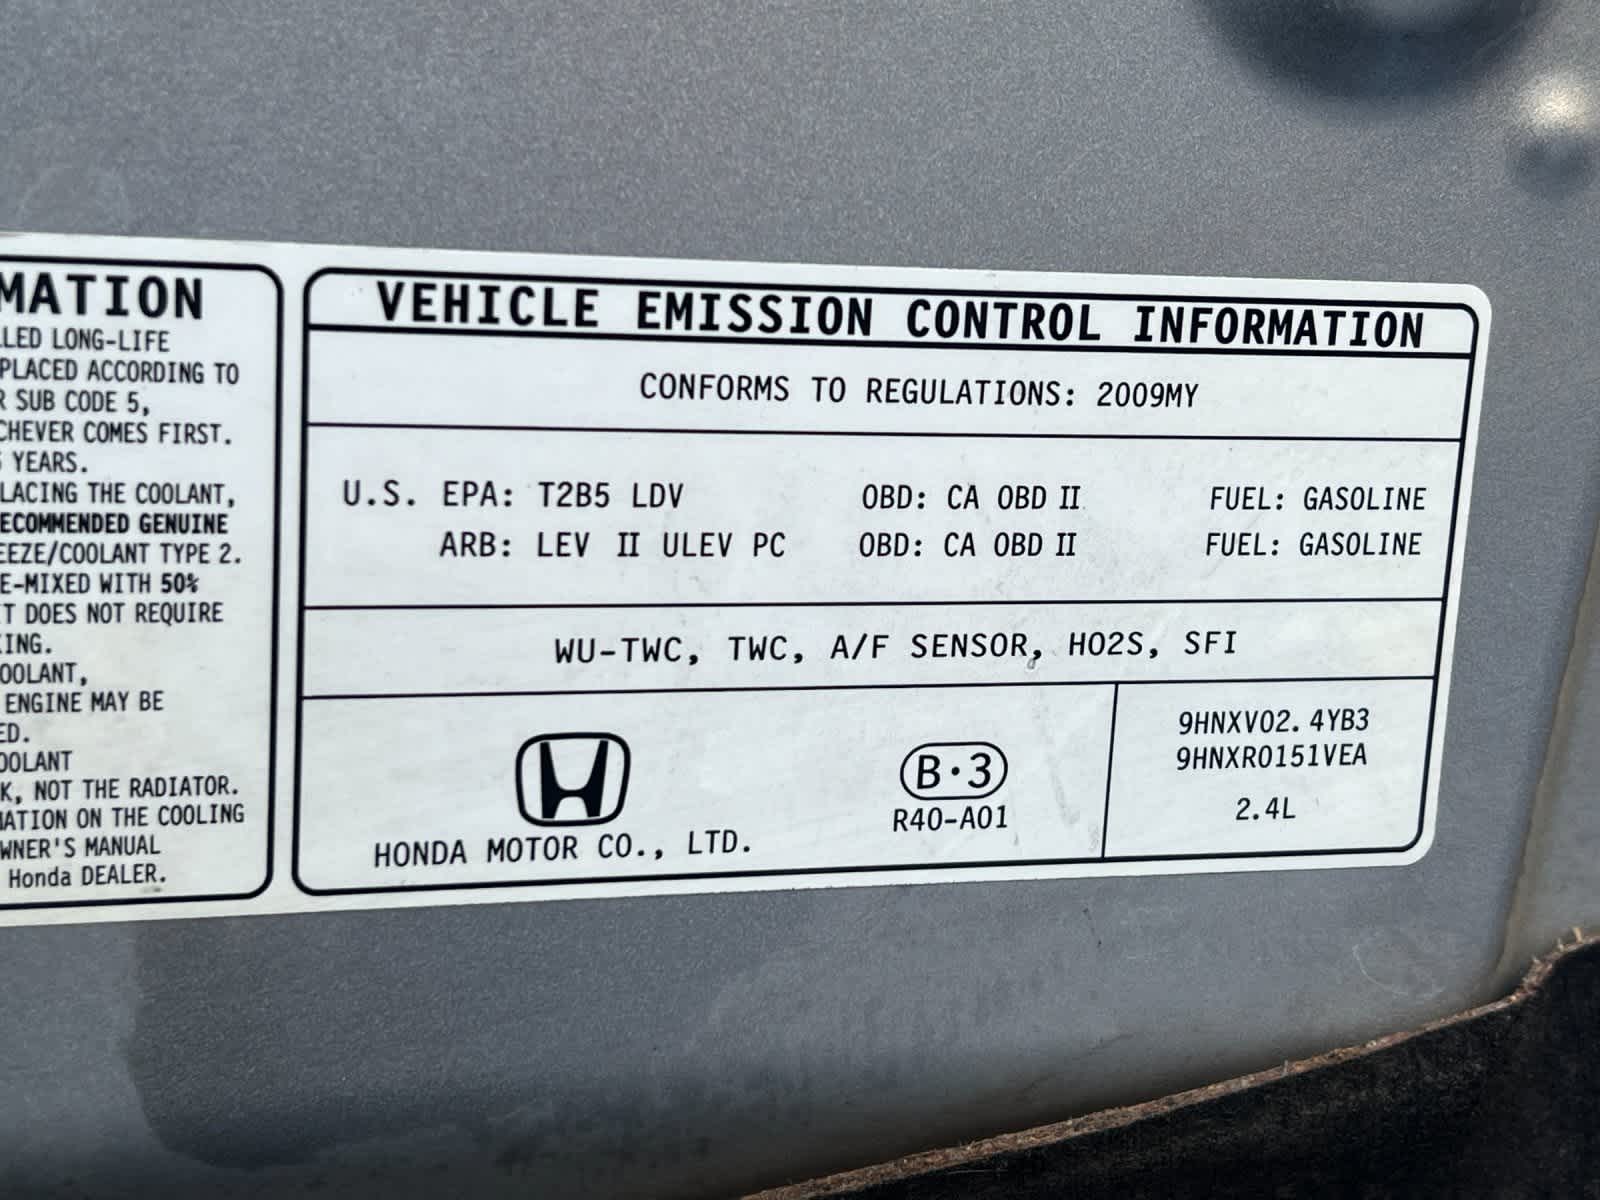 MATION
LED LONG-LIFE
PLACED ACCORDING TO
R SUB CODE 5,
CHEVER COMES FIRST.
YEARS.
LACING THE COOLANT,
ECOMMENDED GENUINE
EEZE/COOLANT TYPE 2.
E-MIXED WITH 50%
T DOES NOT REQUIRE
ING.
OOLANT,
ENGINE MAY BE
ED.
OOLANT
K, NOT THE RADIATOR.
MATION ON THE COOLING
WNER'S MANUAL
Honda DEALER.
VEHICLE EMISSION CONTROL INFORMATION
CONFORMS TO REGULATIONS: 2009MY
U.S. EPA: T2B5 LDV OBD: CA OBD II FUEL: GASOLINE
ARB: LEV II ULEV PC OBD: CA OBD II FUEL: GASOLINE
WU-TWC, TWC, A/F SENSOR, HO2S, SFI
HONDA MOTOR CO., LTD.
B·3
R40-A01
9HNXV02.4YB3
9HNXR0151VEA
2.4L